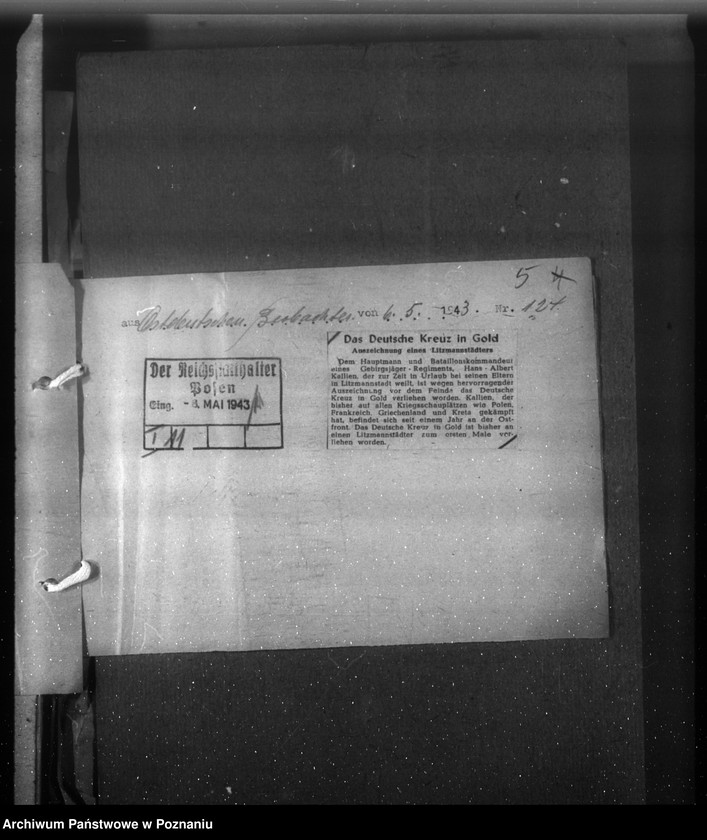 5
aus Ostdeutschen Beobachter von 6. 5. 1943. Nr. 124
Der Reichsstatthalter
Posen
Eing. - 8. MAI 1943
Das Deutsche Kreuz in Gold
Auszeichnung eines Litzmannstädters
Dem Hauptmann und Bataillonskommandeur
eines Gebirgsjäger-Regiments, Hans-Albert
Kallien, der zur Zeit in Urlaub bei seinen Eltern
in Litzmannstadt weilt, ist wegen hervorragender
Auszeichnung vor dem Feinde das Deutsche
Kreuz in Gold verliehen worden. Kallien, der
bisher auf allen Kriegsschauplätzen wie Polen,
Frankreich, Griechenland und Kreta gekämpft
hat, befindet sich seit einem Jahr an der Ost-
front. Das Deutsche Kreuz in Gold ist bisher an
einen Litzmannstädter zum ersten Male ver-
liehen worden.
Archiwum Państwowe w Poznaniu